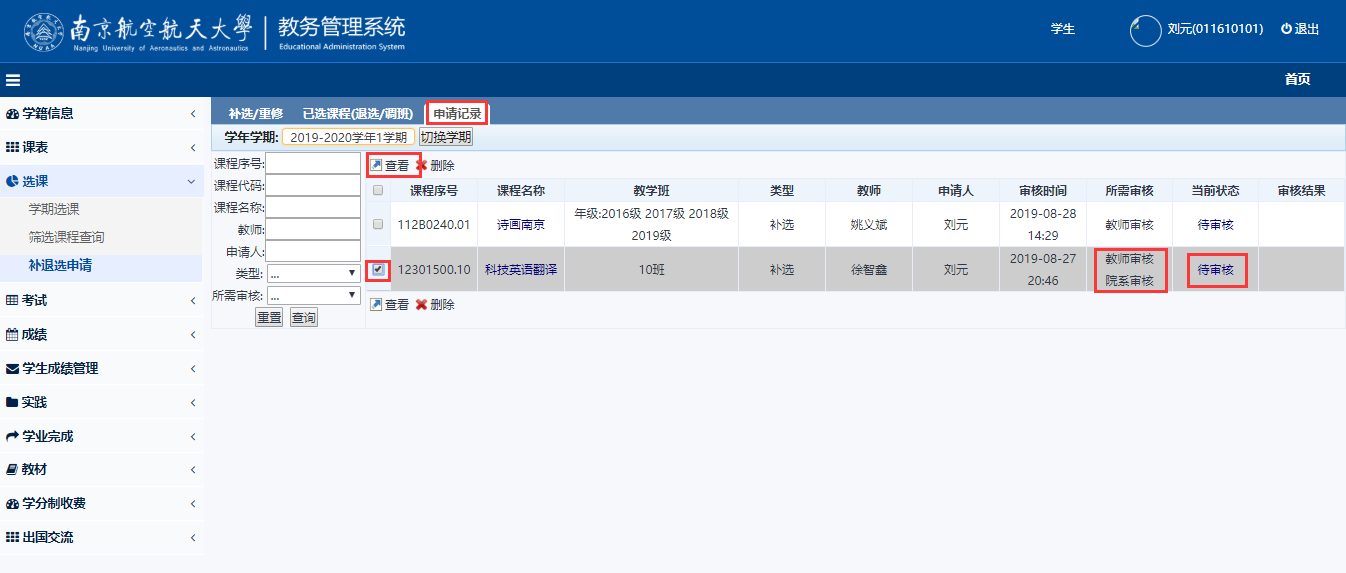 南京航空航天大學
Nanjing University of Aeronautics and Astronautics
教务管理系统
Educational Administration System
学生
刘元(011610101)
退出
首页
学籍信息
课表
选课
学期选课
筛选课程查询
补退选申请
考试
成绩
学生成绩管理
实践
学业完成
教材
学分制收费
出国交流
补选/重修 已选课程(退选/调班) 申请记录
学年学期: 2019-2020学年1学期 切换学期
课程序号:
课程代码:
课程名称:
教师:
申请人:
类型: ...
所需审核: ...
重置 查询
查看 删除
课程序号 课程名称 教学班 类型 教师 申请人 审核时间 所需审核 当前状态 审核结果
112B0240.01 诗画南京 年级:2016级 2017级 2018级 2019级 补选 姚义斌 刘元 2019-08-28 14:29 教师审核 待审核
12301500.10 科技英语翻译 10班 补选 徐智鑫 刘元 2019-08-27 20:46 教师审核 院系审核 待审核
查看 删除